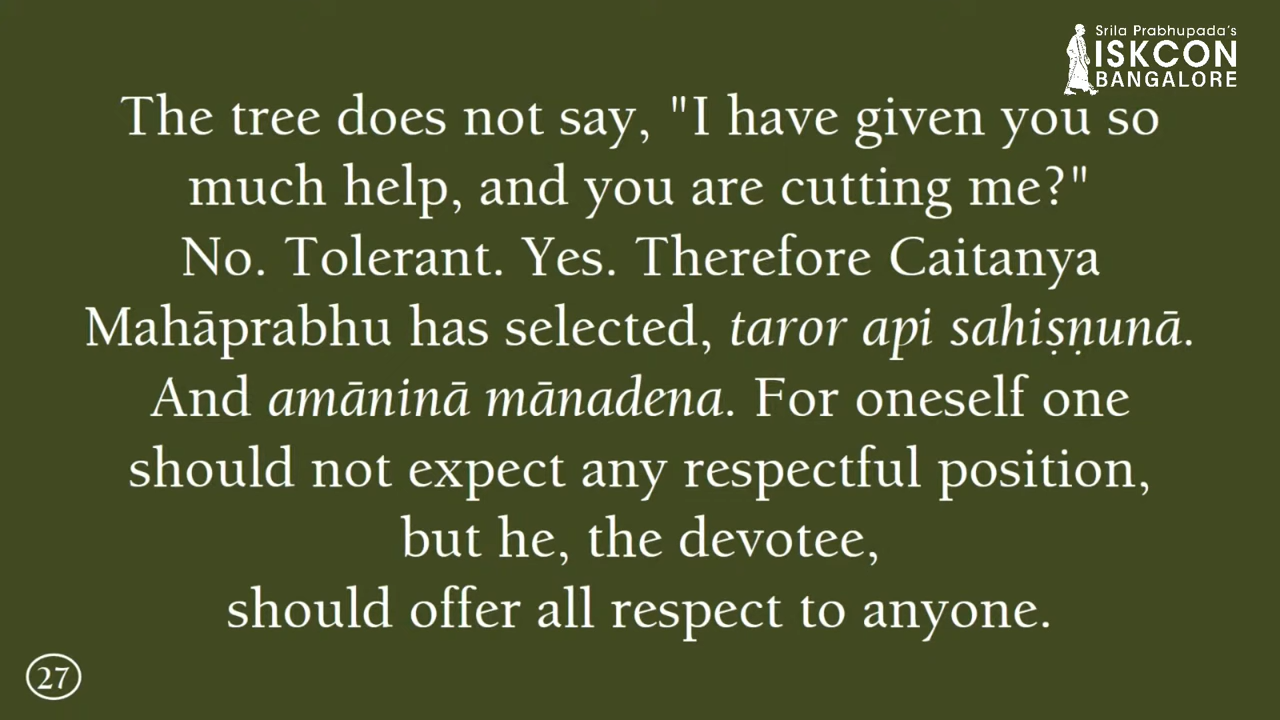 Srila Prabhupada's
ISKCON
BANGALORE
The tree does not say, "I have given you so
much help, and you are cutting me?"
No. Tolerant. Yes. Therefore Caitanya
Mahāprabhu has selected, taror api sahiṣṇunā.
And amāninā mānadena. For oneself one
should not expect any respectful position,
but he, the devotee,
should offer all respect to anyone.
27